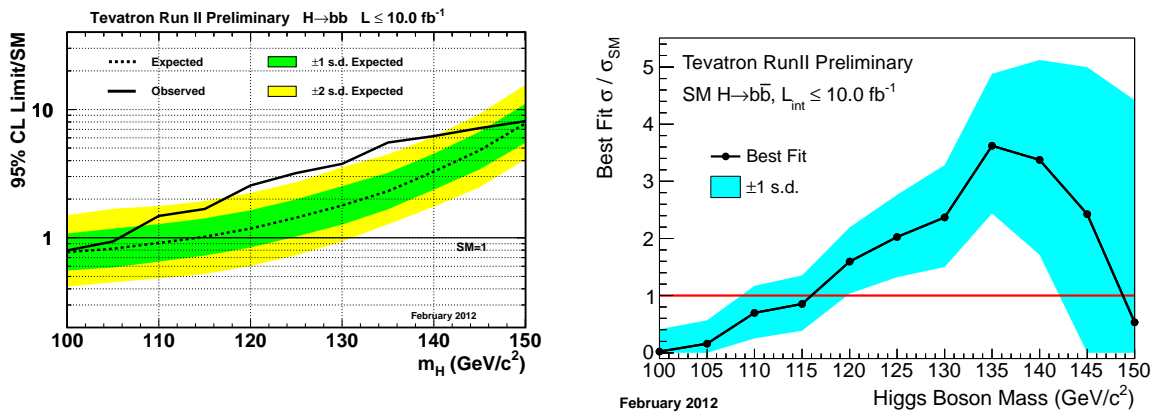 Tevatron Run II Preliminary H→bb L ≤ 10.0 fb⁻¹
95% CL Limit/SM
10
1
Expected
Observed
±1 s.d. Expected
±2 s.d. Expected
SM=1
February 2012
100 110 120 130 140 150
m_H (GeV/c²)
Best Fit σ / σ_SM
5
4
3
2
1
0
Tevatron RunII Preliminary
SM H→bb̅, L_int ≤ 10.0 fb⁻¹
Best Fit
±1 s.d.
100 105 110 115 120 125 130 135 140 145 150
February 2012
Higgs Boson Mass (GeV/c²)